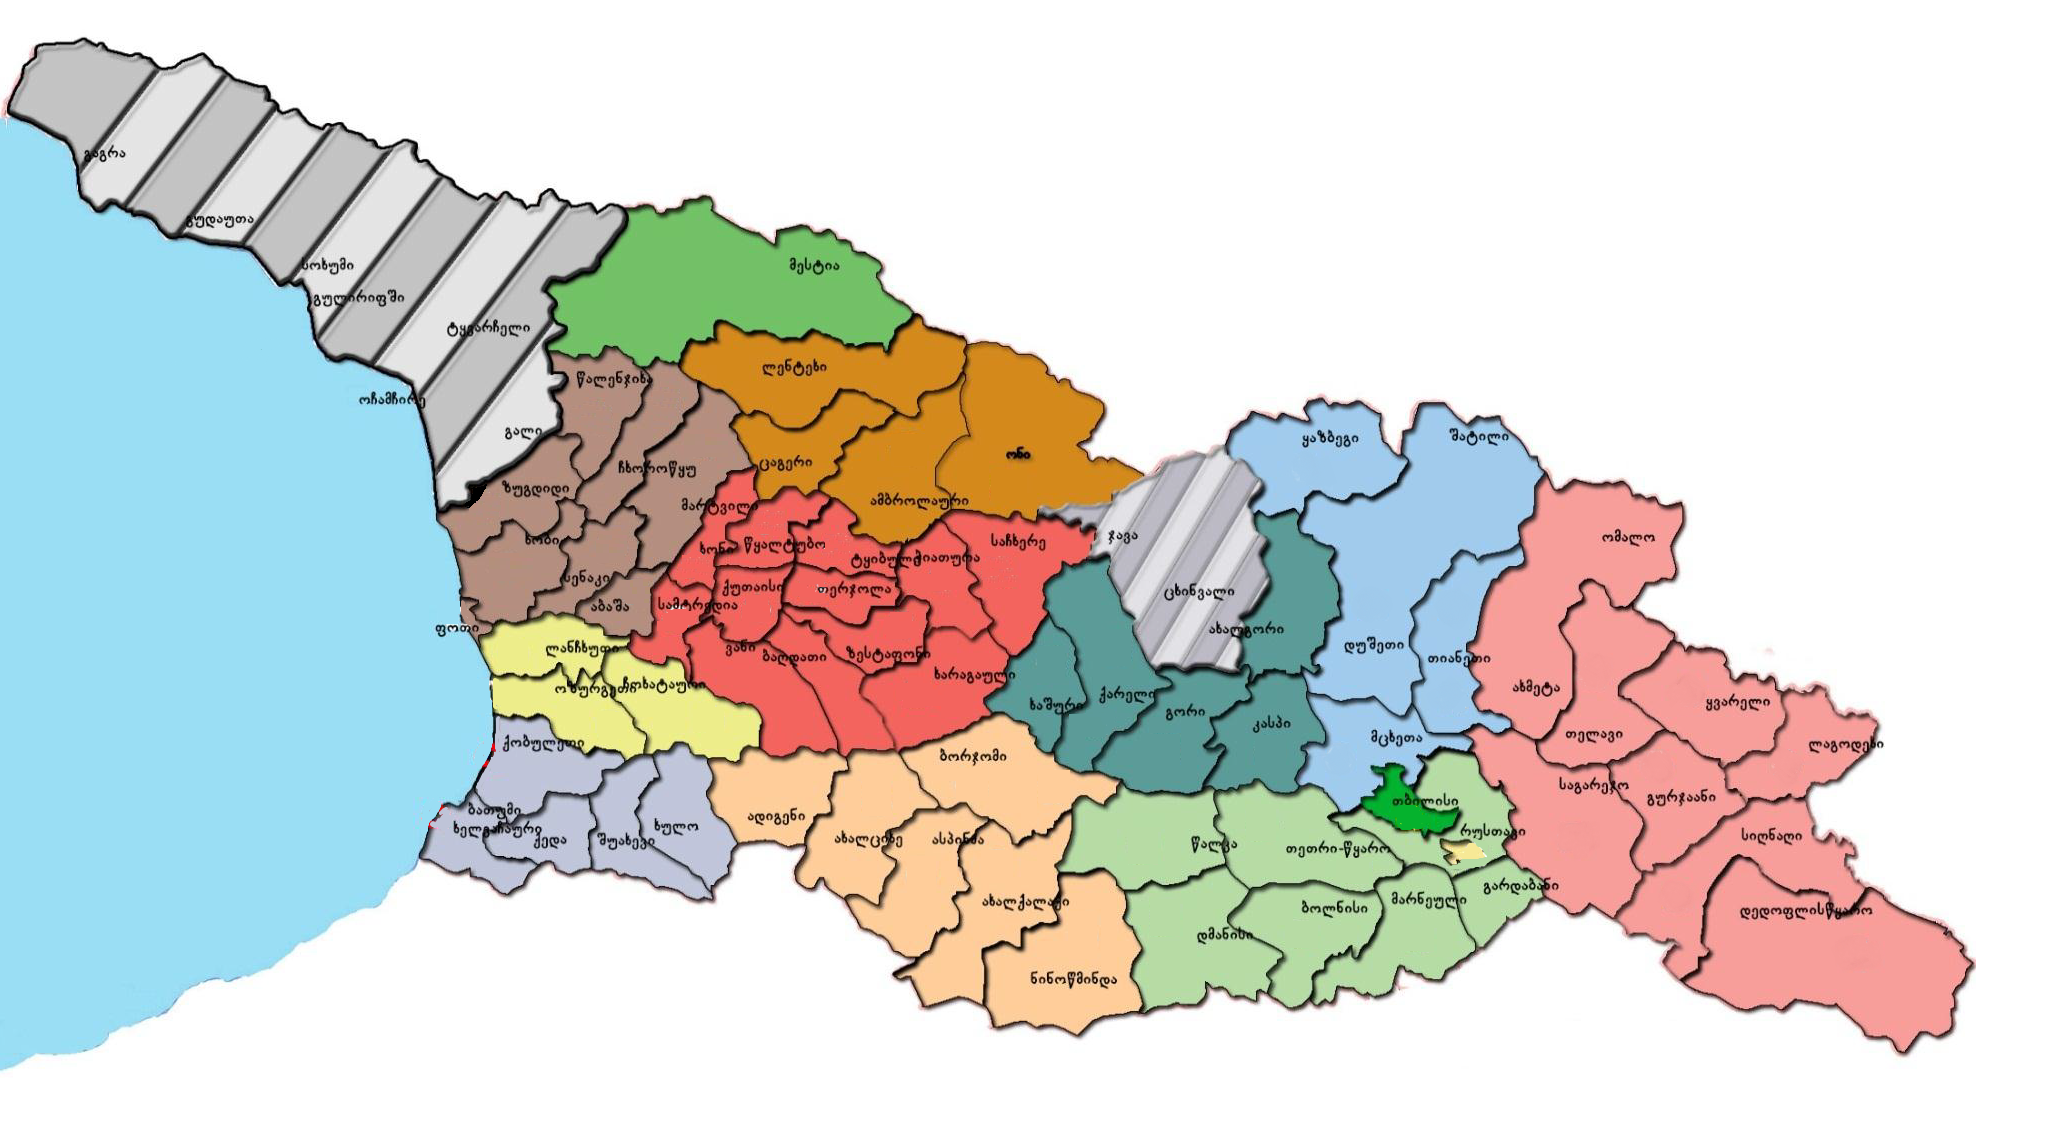 გაგრა
გუდაუთა
სოხუმი
გულრიფში
ტყვარჩელი
ოჩამჩირე
გალი
მესტია
ლენტეხი
წალენჯიხა
ჩხოროწყუ
ზუგდიდი
ხობი
სენაკი
აბაშა
ფოთი
მარტვილი
ცაგერი
ამბროლაური
ონი
ხონი
წყალტუბო
ტყიბული
ჭიათურა
საჩხერე
ქუთაისი
თერჯოლა
სამტრედია
ვანი
ბაღდათი
ზესტაფონი
ხარაგაული
ლანჩხუთი
ოზურგეთი
ჩოხატაური
ქობულეთი
ბათუმი
ხელვაჩაური
ქედა
შუახევი
ხულო
ჯავა
ცხინვალი
ახალგორი
ყაზბეგი
შატილი
დუშეთი
თიანეთი
მცხეთა
ხაშური
ქარელი
გორი
კასპი
ბორჯომი
ადიგენი
ახალციხე
ასპინძა
ახალქალაქი
ნინოწმინდა
წალკა
თეთრი-წყარო
თბილისი
რუსთავი
გარდაბანი
მარნეული
ბოლნისი
დმანისი
ომალო
ახმეტა
თელავი
ყვარელი
ლაგოდეხი
საგარეჯო
გურჯაანი
სიღნაღი
დედოფლისწყარო